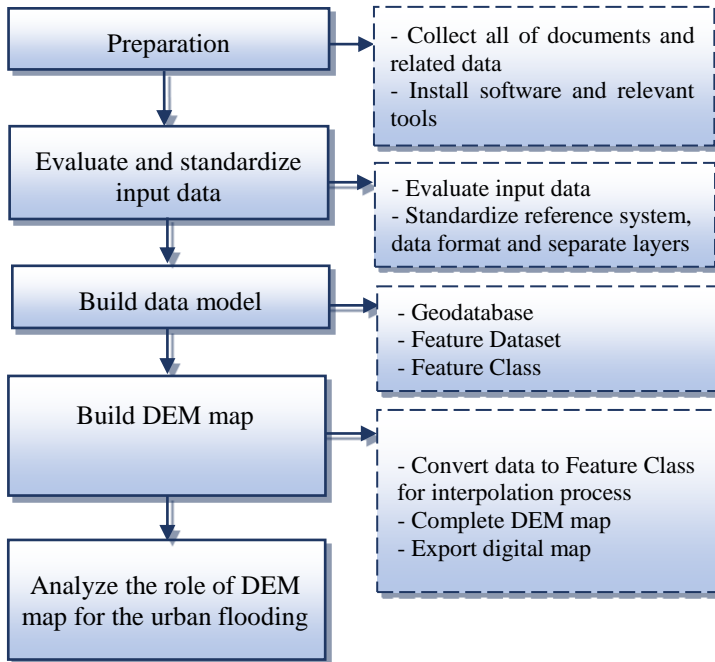 Preparation
- Collect all of documents and
related data
- Install software and relevant
tools
Evaluate and standardize
input data
- Evaluate input data
- Standardize reference system,
data format and separate layers
Build data model
- Geodatabase
- Feature Dataset
- Feature Class
Build DEM map
- Convert data to Feature Class
for interpolation process
- Complete DEM map
- Export digital map
Analyze the role of DEM
map for the urban flooding